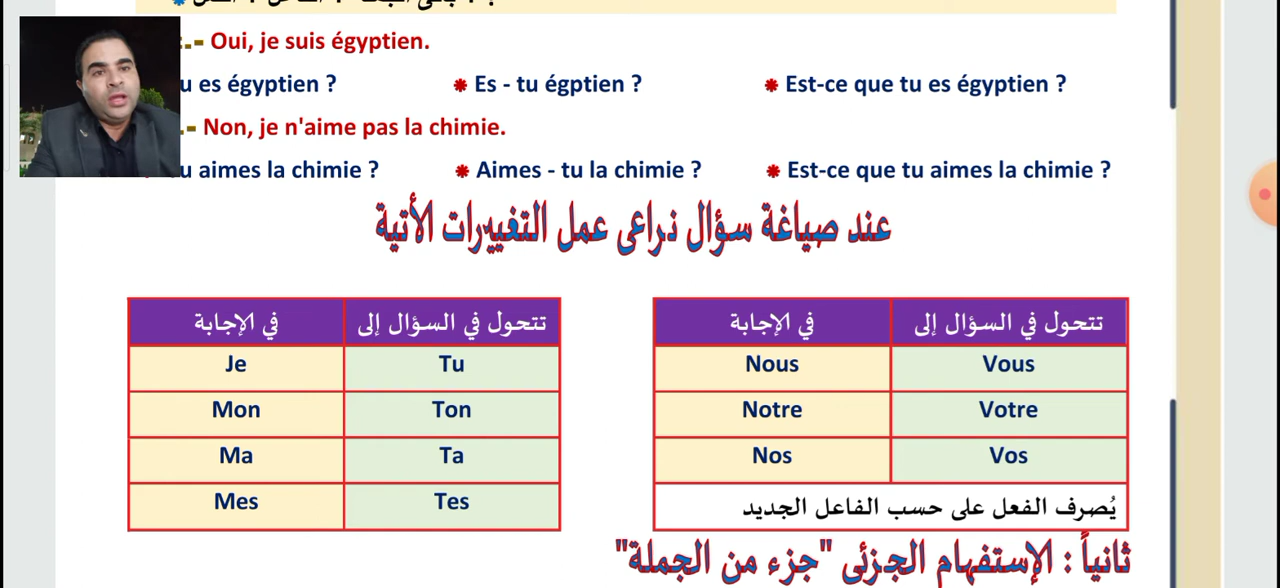 .- Oui, je suis égyptien.
u es égyptien ? * Es - tu égptien ? * Est-ce que tu es égyptien ?
.- Non, je n'aime pas la chimie.
u aimes la chimie ? * Aimes - tu la chimie ? * Est-ce que tu aimes la chimie ?
عند صياغة سؤال نراعى عمل التغييرات الأتية
في الإجابة تتحول في السؤال إلى
Je Tu
Mon Ton
Ma Ta
Mes Tes
في الإجابة تتحول في السؤال إلى
Nous Vous
Notre Votre
Nos Vos
يُصرف الفعل على حسب الفاعل الجديد
ثانياً : الإستفهام الجزئى "جزء من الجملة"